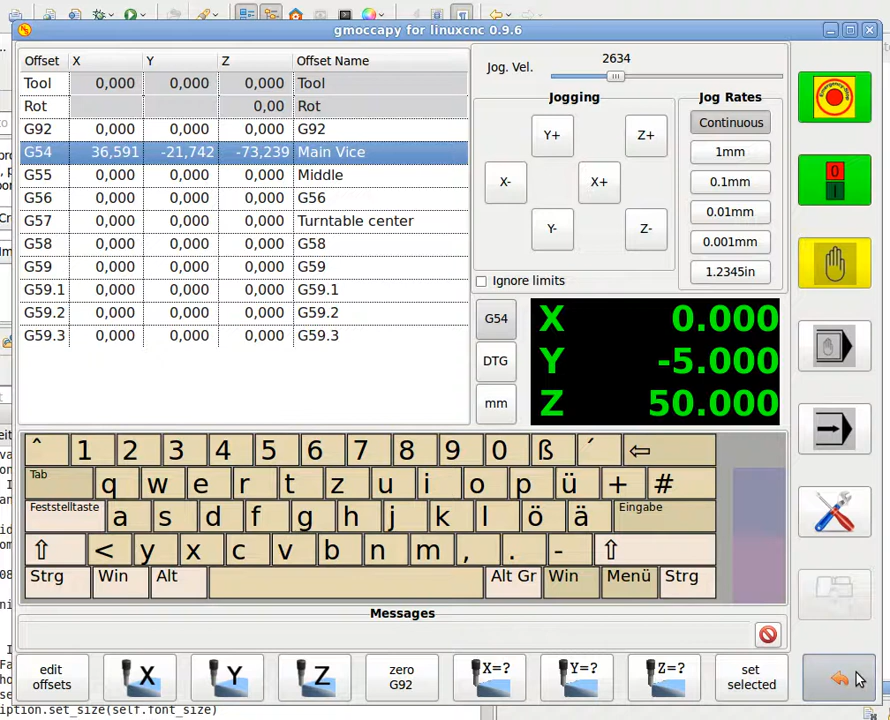 gmoccapy for linuxcnc 0.9.6
Offset X Y Z Offset Name
Tool 0,000 0,000 0,000 Tool
Rot 0,00 Rot
G92 0,000 0,000 0,000 G92
G54 36,591 -21,742 -73,239 Main Vice
G55 0,000 0,000 0,000 Middle
G56 0,000 0,000 0,000 G56
G57 0,000 0,000 0,000 Turntable center
G58 0,000 0,000 0,000 G58
G59 0,000 0,000 0,000 G59
G59.1 0,000 0,000 0,000 G59.1
G59.2 0,000 0,000 0,000 G59.2
G59.3 0,000 0,000 0,000 G59.3
Jog. Vel. 2634
Jogging
Y+ Z+
X- X+
Y- Z-
Ignore limits
Jog Rates
Continuous
1mm
0.1mm
0.01mm
0.001mm
1.2345in
G54
DTG
mm
X 0.000
Y -5.000
Z 50.000
Emergency-Stop
0
I
^ 1 2 3 4 5 6 7 8 9 0 ß ´ ⇦
Tab q w e r t z u i o p ü + #
Feststelltaste a s d f g h j k l ö ä Eingabe
⇧ < y x c v b n m , . - ⇧
Strg Win Alt Alt Gr Win Menü Strg
Messages
edit
offsets
X
Y
Z
zero
G92
X=?
Y=?
Z=?
set
selected
ription.set_size(self.font_size)